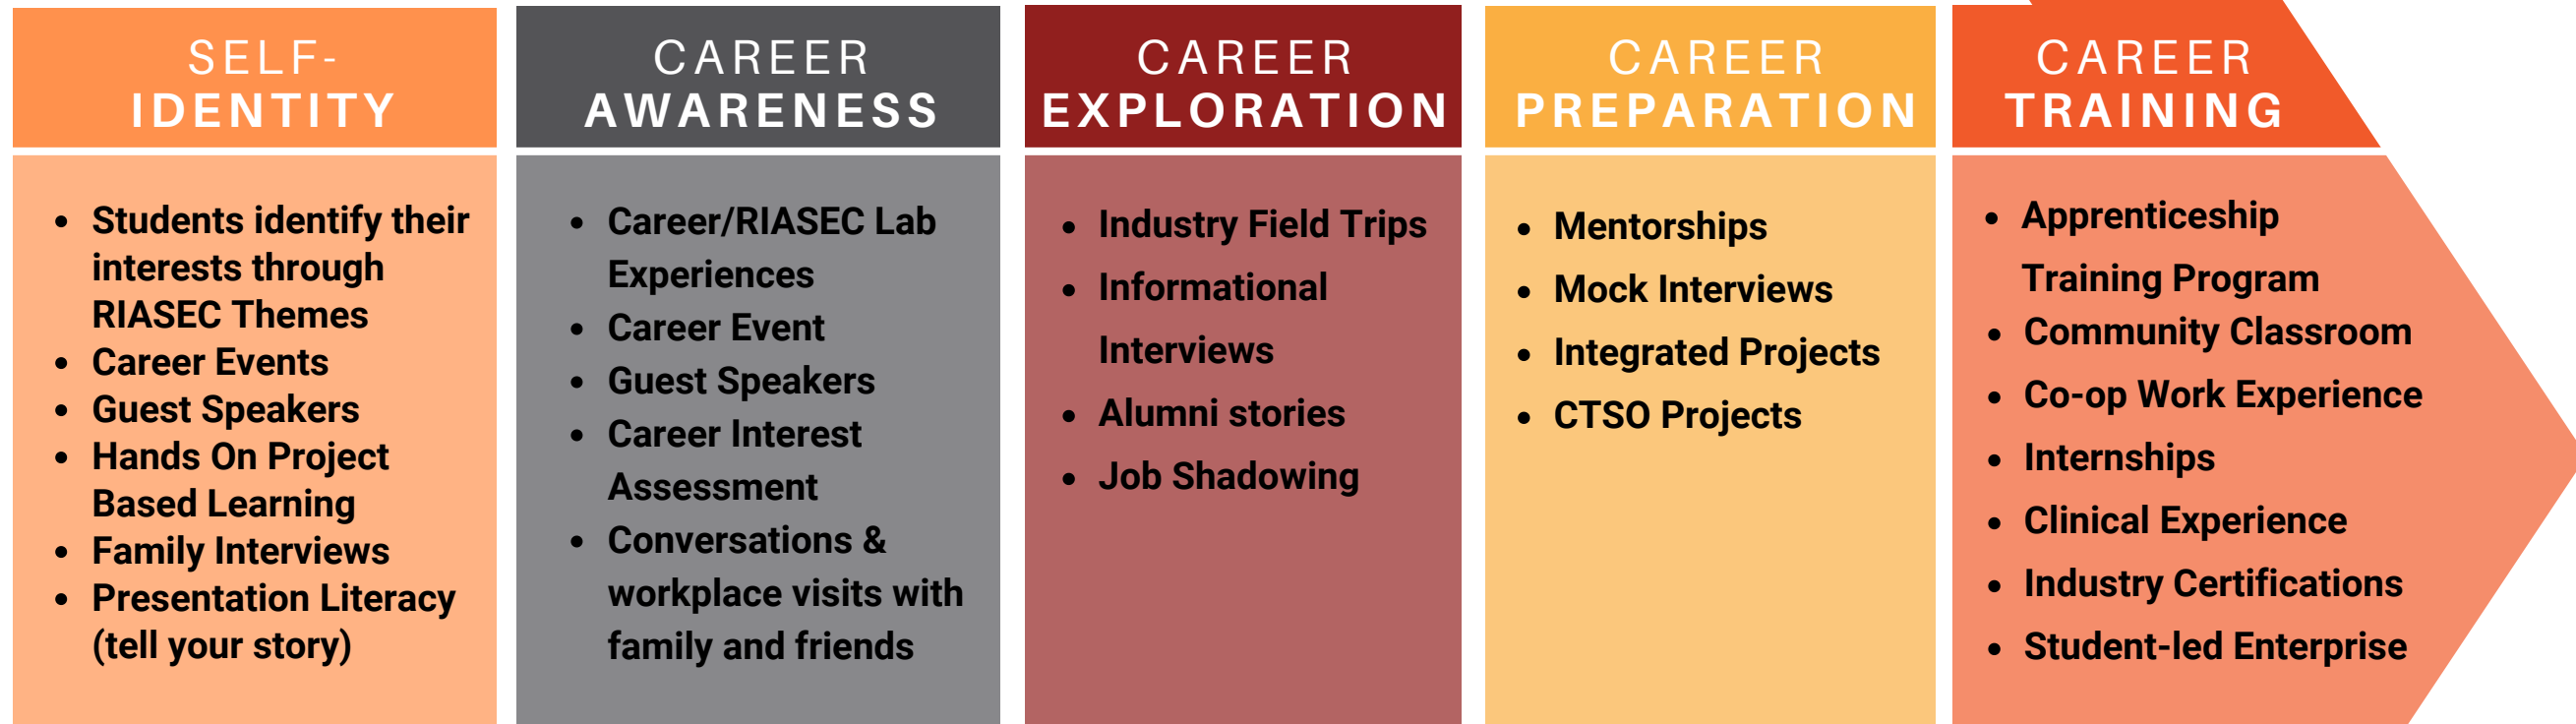 SELF-
IDENTITY
• Students identify their
interests through
RIASEC Themes
• Career Events
• Guest Speakers
• Hands On Project
Based Learning
• Family Interviews
• Presentation Literacy
(tell your story)
CAREER
AWARENESS
• Career/RIASEC Lab
Experiences
• Career Event
• Guest Speakers
• Career Interest
Assessment
• Conversations &
workplace visits with
family and friends
CAREER
EXPLORATION
• Industry Field Trips
• Informational
Interviews
• Alumni stories
• Job Shadowing
CAREER
PREPARATION
• Mentorships
• Mock Interviews
• Integrated Projects
• CTSO Projects
CAREER
TRAINING
• Apprenticeship
Training Program
• Community Classroom
• Co-op Work Experience
• Internships
• Clinical Experience
• Industry Certifications
• Student-led Enterprise